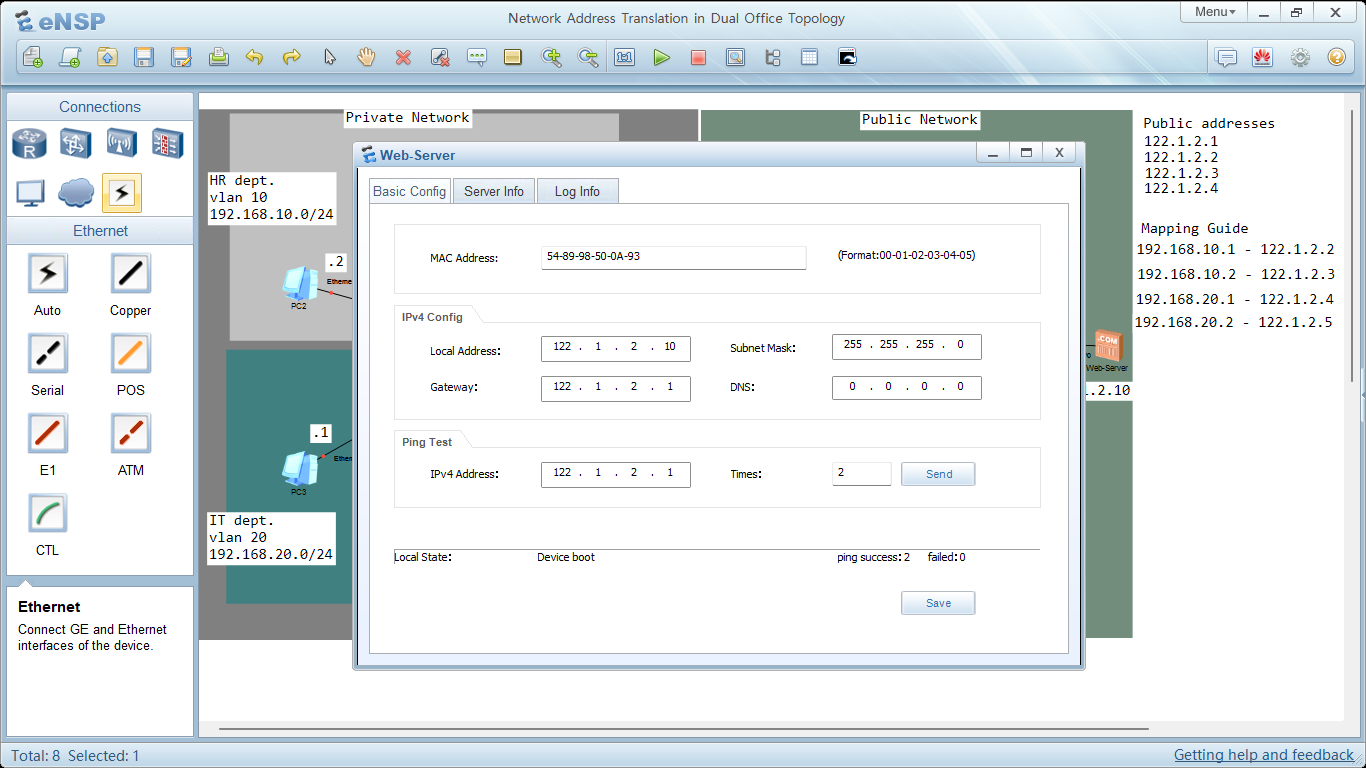 eNSP
Network Address Translation in Dual Office Topology
Menu
Connections
Ethernet
Auto
Copper
Serial
POS
E1
ATM
CTL
Ethernet
Connect GE and Ethernet
interfaces of the device.
Private Network
Public Network
HR dept.
vlan 10
192.168.10.0/24
.2
Etherne
PC2
.1
Ethern
PC3
IT dept.
vlan 20
192.168.20.0/24
Web-Server
Basic Config
Server Info
Log Info
MAC Address:
54-89-98-50-0A-93
(Format:00-01-02-03-04-05)
IPv4 Config
Local Address:
122 . 1 . 2 . 10
Subnet Mask:
255 . 255 . 255 . 0
Gateway:
122 . 1 . 2 . 1
DNS:
0 . 0 . 0 . 0
Ping Test
IPv4 Address:
122 . 1 . 2 . 1
Times:
2
Send
Local State:
Device boot
ping success:2
failed:0
Save
.COM
Web-Server
.2.10
Public addresses
122.1.2.1
122.1.2.2
122.1.2.3
122.1.2.4
Mapping Guide
192.168.10.1 - 122.1.2.2
192.168.10.2 - 122.1.2.3
192.168.20.1 - 122.1.2.4
192.168.20.2 - 122.1.2.5
Total: 8 Selected: 1
Getting help and feedback